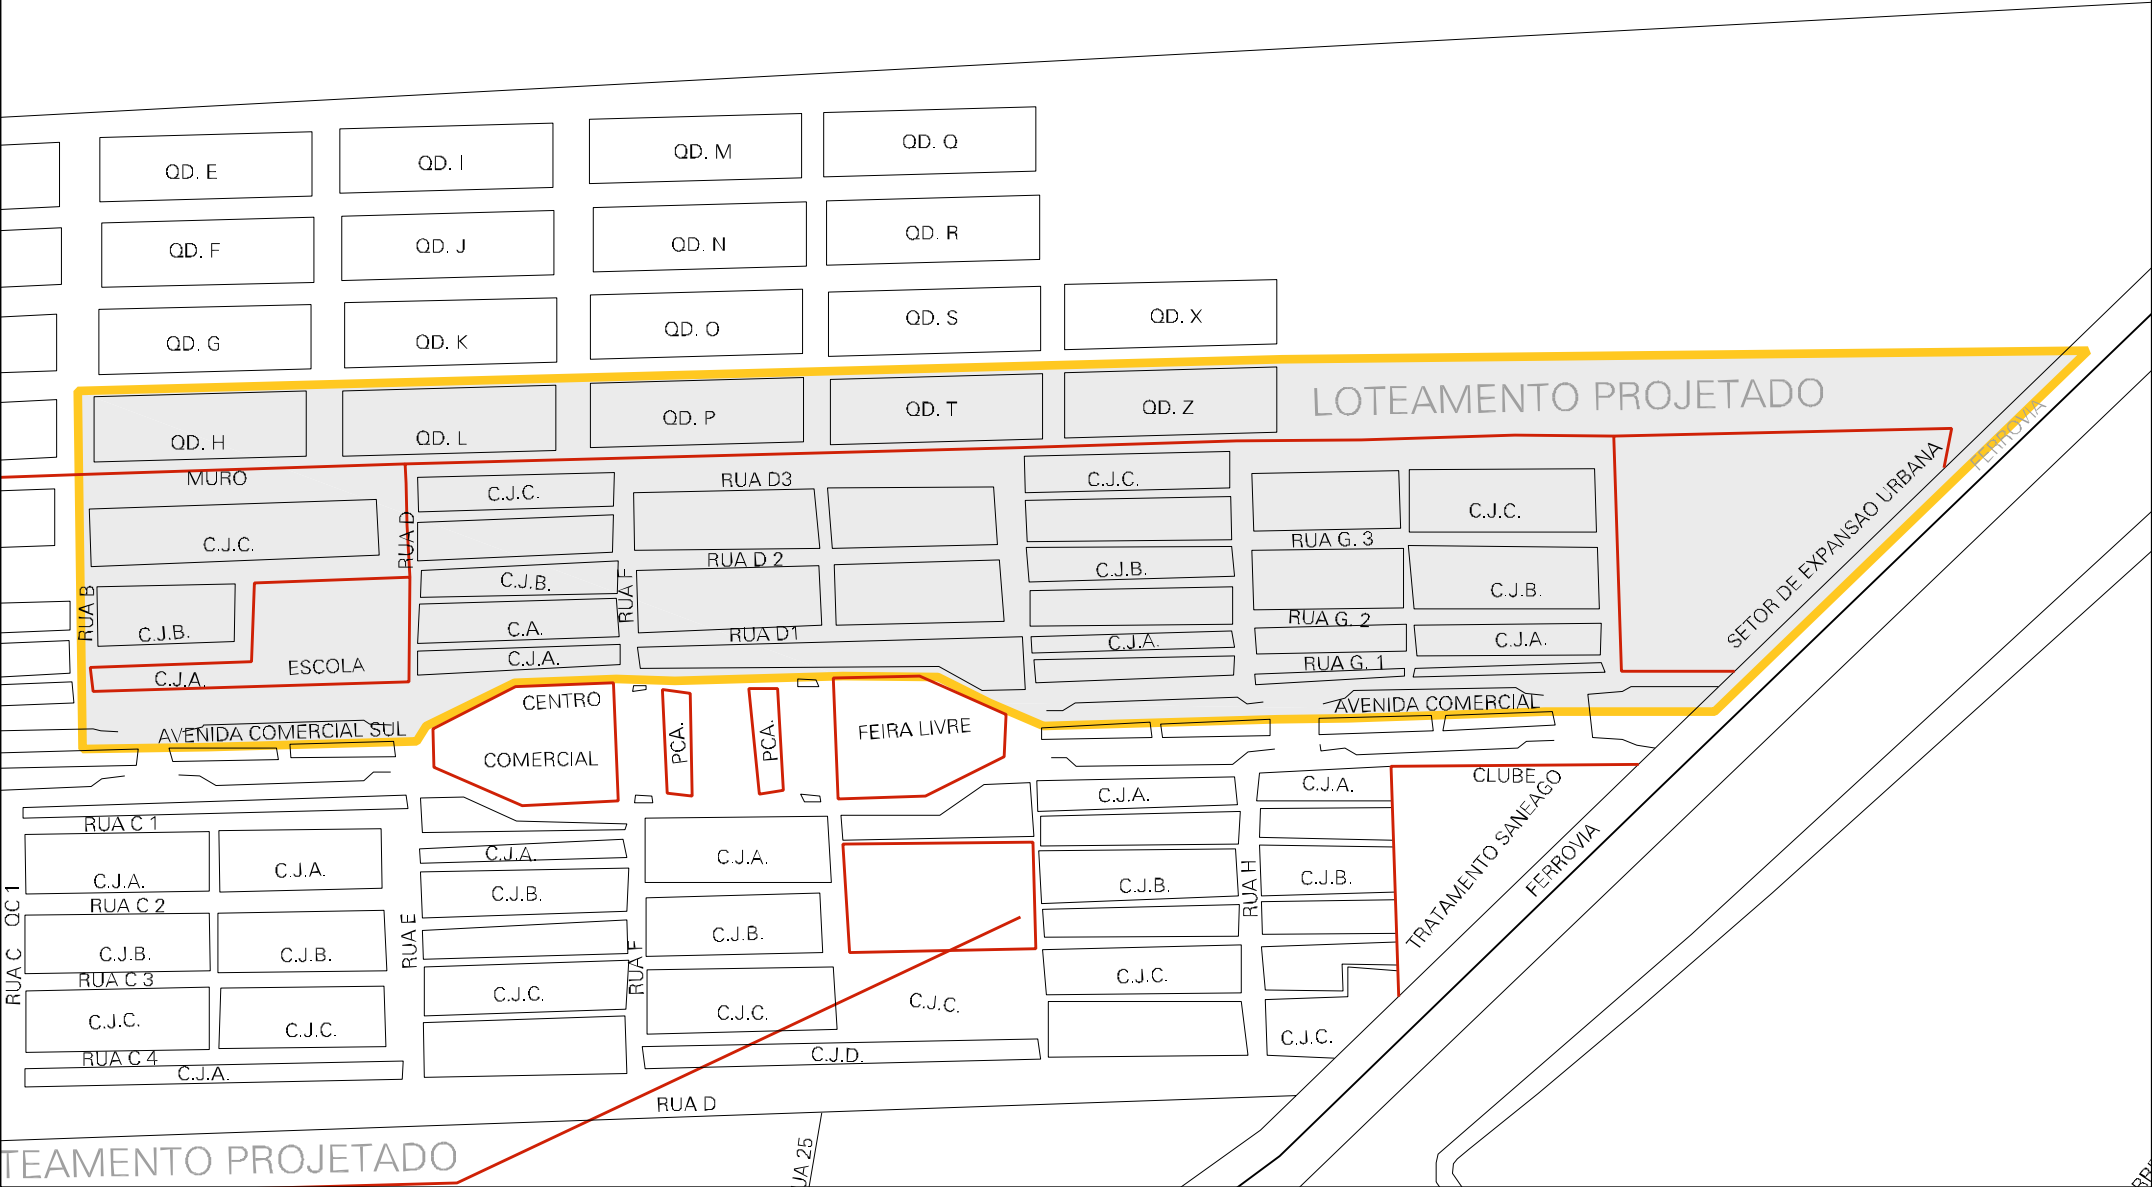 QD. E
QD. I
QD. M
QD. Q
QD. F
QD. J
QD. N
QD. R
QD. G
QD. K
QD. O
QD. S
QD. X
QD. H
QD. L
QD. P
QD. T
QD. Z
LOTEAMENTO PROJETADO
FERROVIA
MURO
C.J.C.
RUA D3
C.J.C.
C.J.C.
C.J.C.
RUA D
RUA D 2
RUA G. 3
SETOR DE EXPANSAO URBANA
RUA B
C.J.B.
C.J.B.
RUA F
C.J.B.
C.J.B.
C.A.
RUA D1
RUA G. 2
C.J.A.
C.J.A.
ESCOLA
C.J.A.
C.J.A.
RUA G. 1
AVENIDA COMERCIAL SUL
CENTRO
COMERCIAL
PCA.
PCA.
FEIRA LIVRE
AVENIDA COMERCIAL
CLUBE
TRATAMENTO SANEAGO
FERROVIA
C.J.A.
C.J.A.
RUA C 1
C.J.A.
C.J.A.
C.J.A.
C.J.A.
RUA C 2
QC 1
RUA C
C.J.B.
C.J.B.
C.J.B.
RUA E
RUA F
C.J.B.
C.J.B.
RUA H
C.J.B.
RUA C 3
C.J.C.
C.J.C.
C.J.C.
C.J.C.
C.J.C.
C.J.C.
C.J.C.
RUA C 4
C.J.A.
C.J.D.
RUA D
TEAMENTO PROJETADO
UA 25